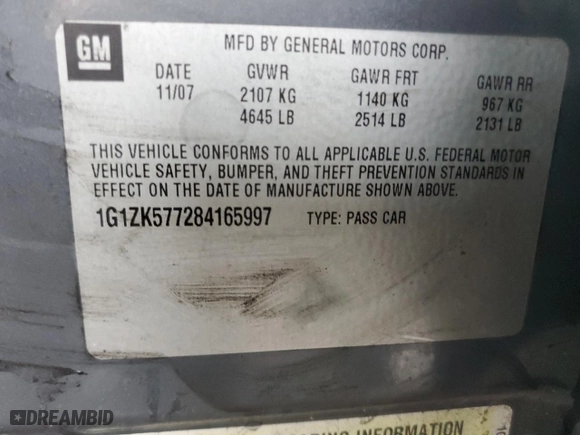 GM
MFD BY GENERAL MOTORS CORP.
DATE GVWR GAWR FRT GAWR RR
11/07 2107 KG 1140 KG 967 KG
4645 LB 2514 LB 2131 LB
THIS VEHICLE CONFORMS TO ALL APPLICABLE U.S. FEDERAL MOTOR
VEHICLE SAFETY, BUMPER, AND THEFT PREVENTION STANDARDS IN
EFFECT ON THE DATE OF MANUFACTURE SHOWN ABOVE.
1G1ZK577284165997 TYPE: PASS CAR
INFORMATION
DREAMBID